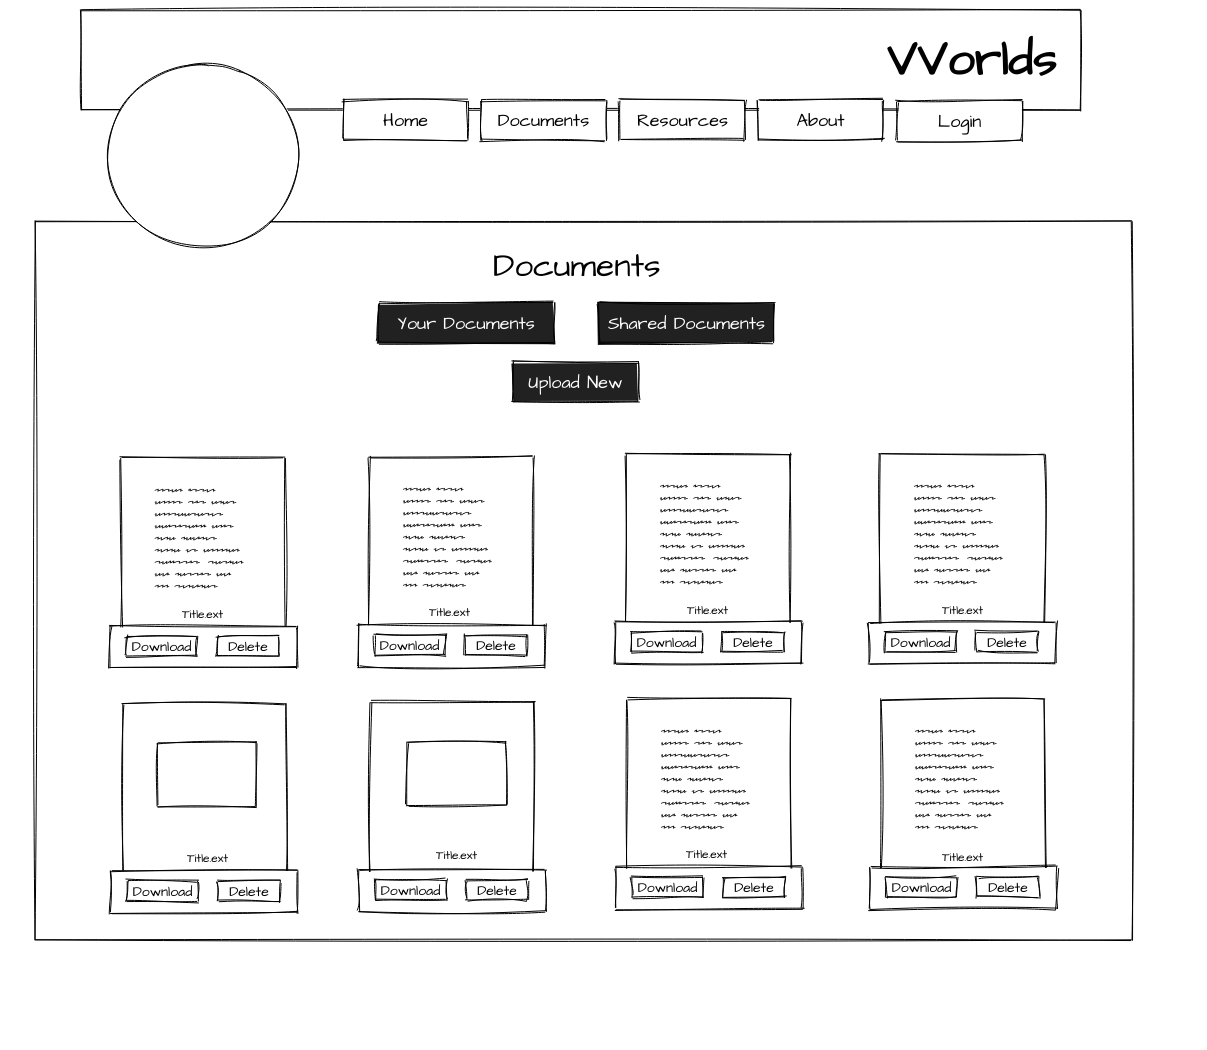 VVorlds
Home Documents Resources About Login
Documents
Your Documents Shared Documents
Upload New
Title.ext Title.ext Title.ext Title.ext
Download Delete Download Delete Download Delete Download Delete
Title.ext Title.ext Title.ext Title.ext
Download Delete Download Delete Download Delete Download Delete